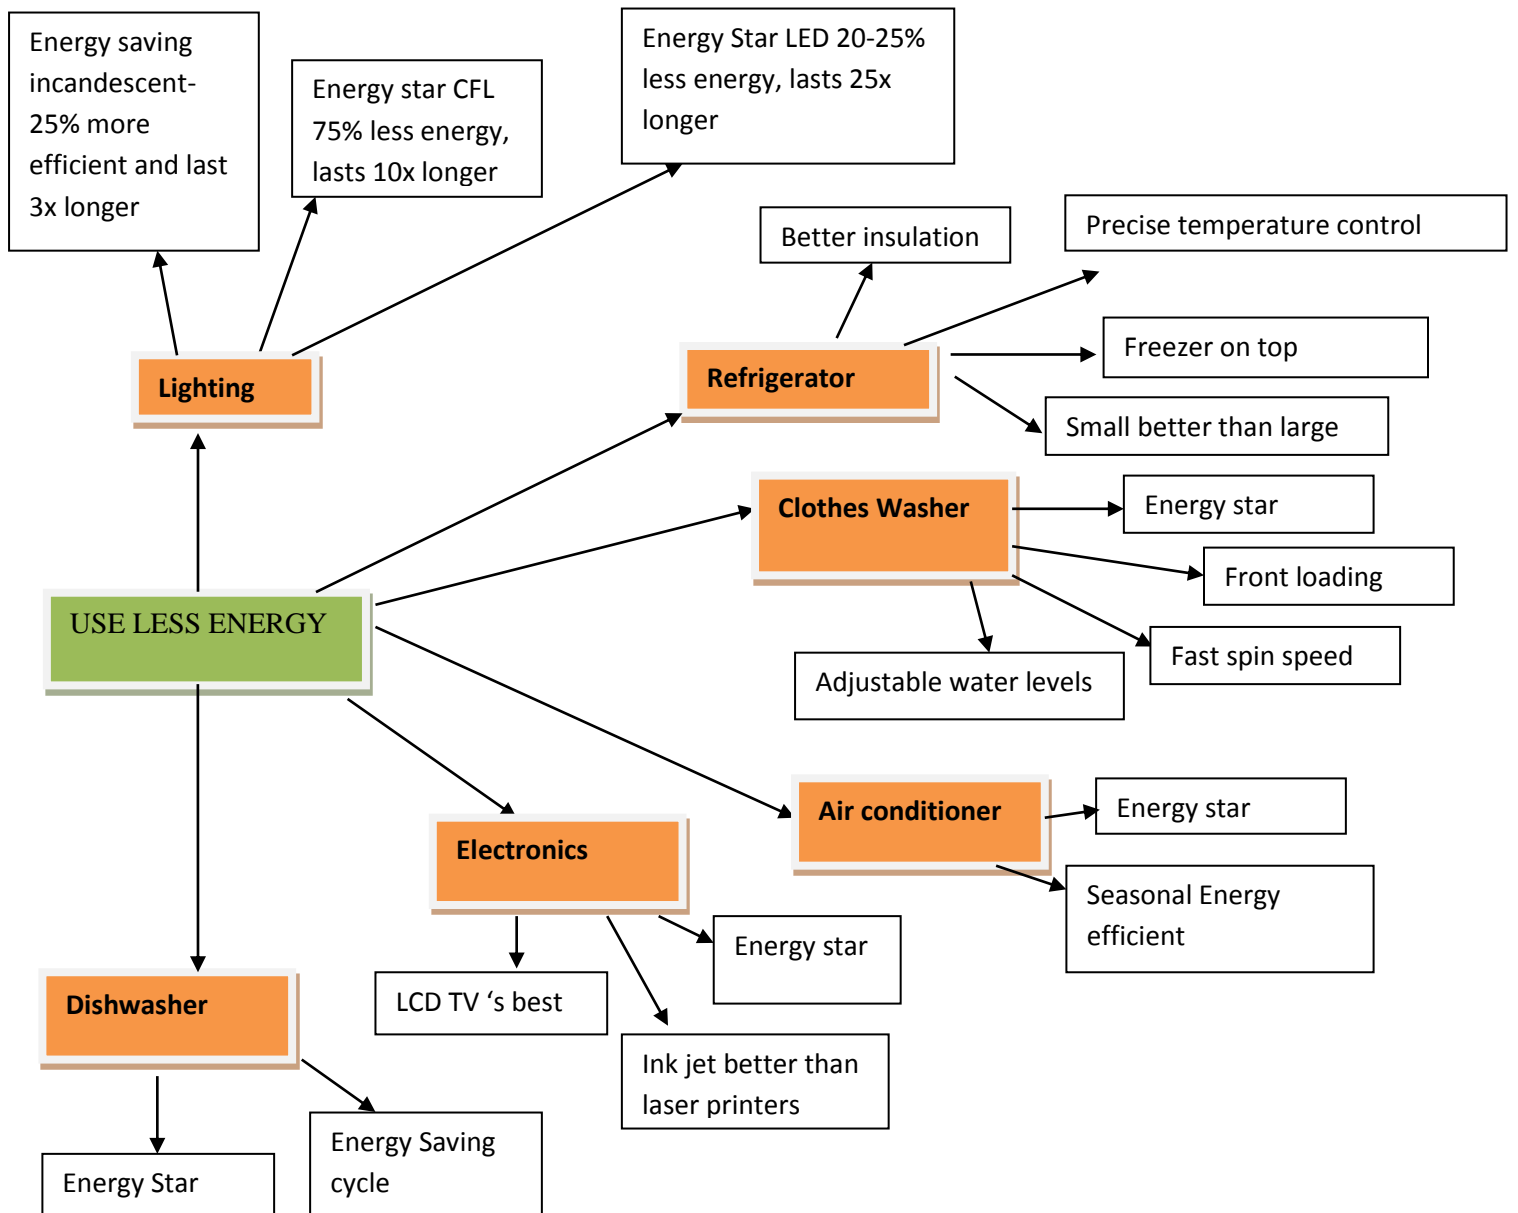 Energy saving
incandescent-
25% more
efficient and last
3x longer
Energy star CFL
75% less energy,
lasts 10x longer
Energy Star LED 20-25%
less energy, lasts 25x
longer
Better insulation
Precise temperature control
Freezer on top
Small better than large
Lighting
Refrigerator
Clothes Washer
Energy star
Front loading
Fast spin speed
Adjustable water levels
USE LESS ENERGY
Air conditioner
Energy star
Seasonal Energy
efficient
Electronics
Energy star
LCD TV ‘s best
Ink jet better than
laser printers
Dishwasher
Energy Star
Energy Saving
cycle